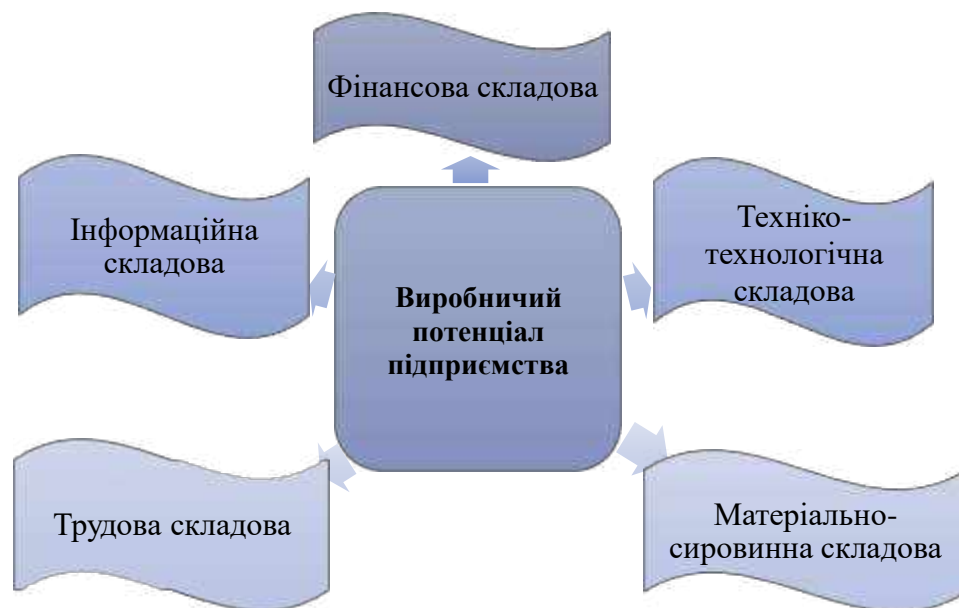 Фінансова складова
Інформаційна
складова
Техніко-
технологічна
складова
Виробничий
потенціал
підприємства
Трудова складова
Матеріально-
сировинна складова